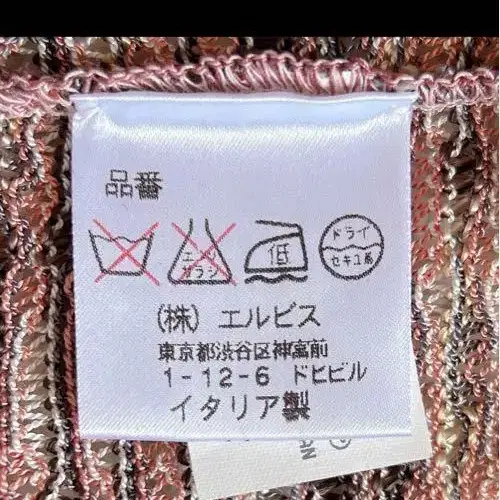 品番
エンソ
サラシ
低
ドライ
セキユ系
(株) エルビス
東京都渋谷区神宮前
1-12-6 ドヒビル
イタリア製